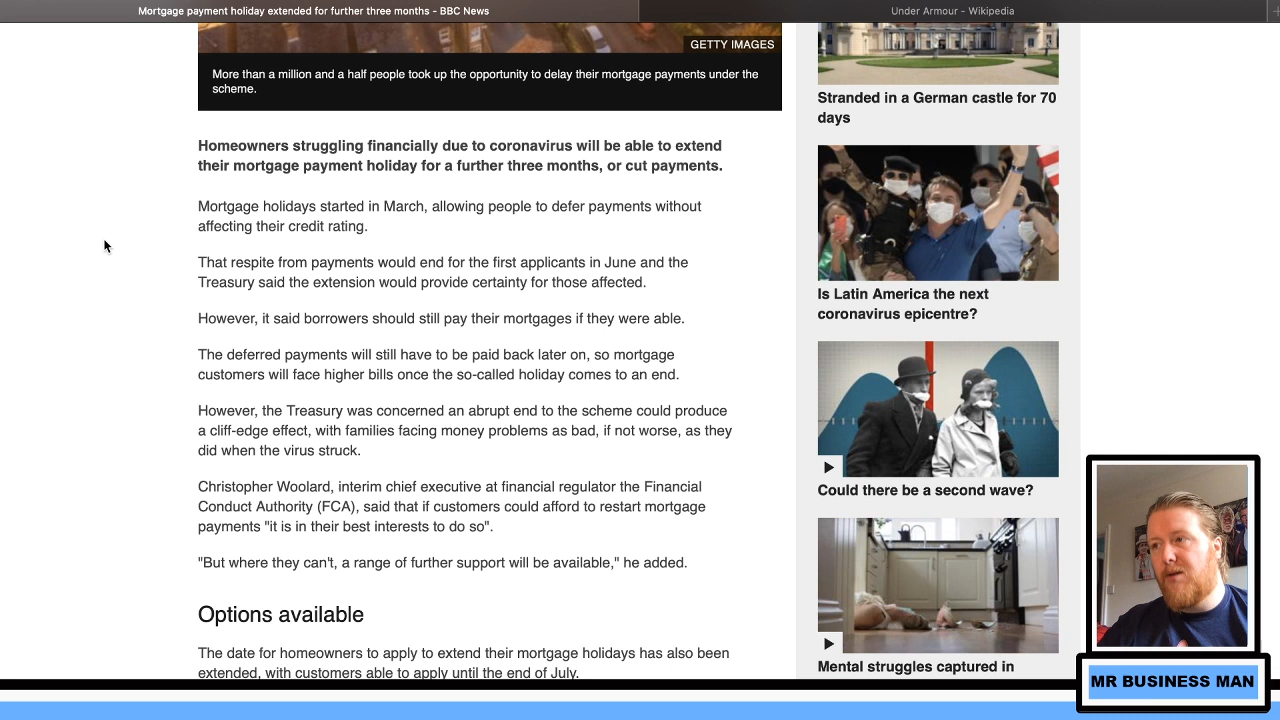 Mortgage payment holiday extended for further three months - BBC News
Under Armour - Wikipedia
GETTY IMAGES
More than a million and a half people took up the opportunity to delay their mortgage payments under the
scheme.
Homeowners struggling financially due to coronavirus will be able to extend
their mortgage payment holiday for a further three months, or cut payments.
Mortgage holidays started in March, allowing people to defer payments without
affecting their credit rating.
That respite from payments would end for the first applicants in June and the
Treasury said the extension would provide certainty for those affected.
However, it said borrowers should still pay their mortgages if they were able.
The deferred payments will still have to be paid back later on, so mortgage
customers will face higher bills once the so-called holiday comes to an end.
However, the Treasury was concerned an abrupt end to the scheme could produce
a cliff-edge effect, with families facing money problems as bad, if not worse, as they
did when the virus struck.
Christopher Woolard, interim chief executive at financial regulator the Financial
Conduct Authority (FCA), said that if customers could afford to restart mortgage
payments "it is in their best interests to do so".
"But where they can't, a range of further support will be available," he added.
Options available
The date for homeowners to apply to extend their mortgage holidays has also been
extended, with customers able to apply until the end of July.
Stranded in a German castle for 70
days
Is Latin America the next
coronavirus epicentre?
Could there be a second wave?
Mental struggles captured in
MR BUSINESS MAN